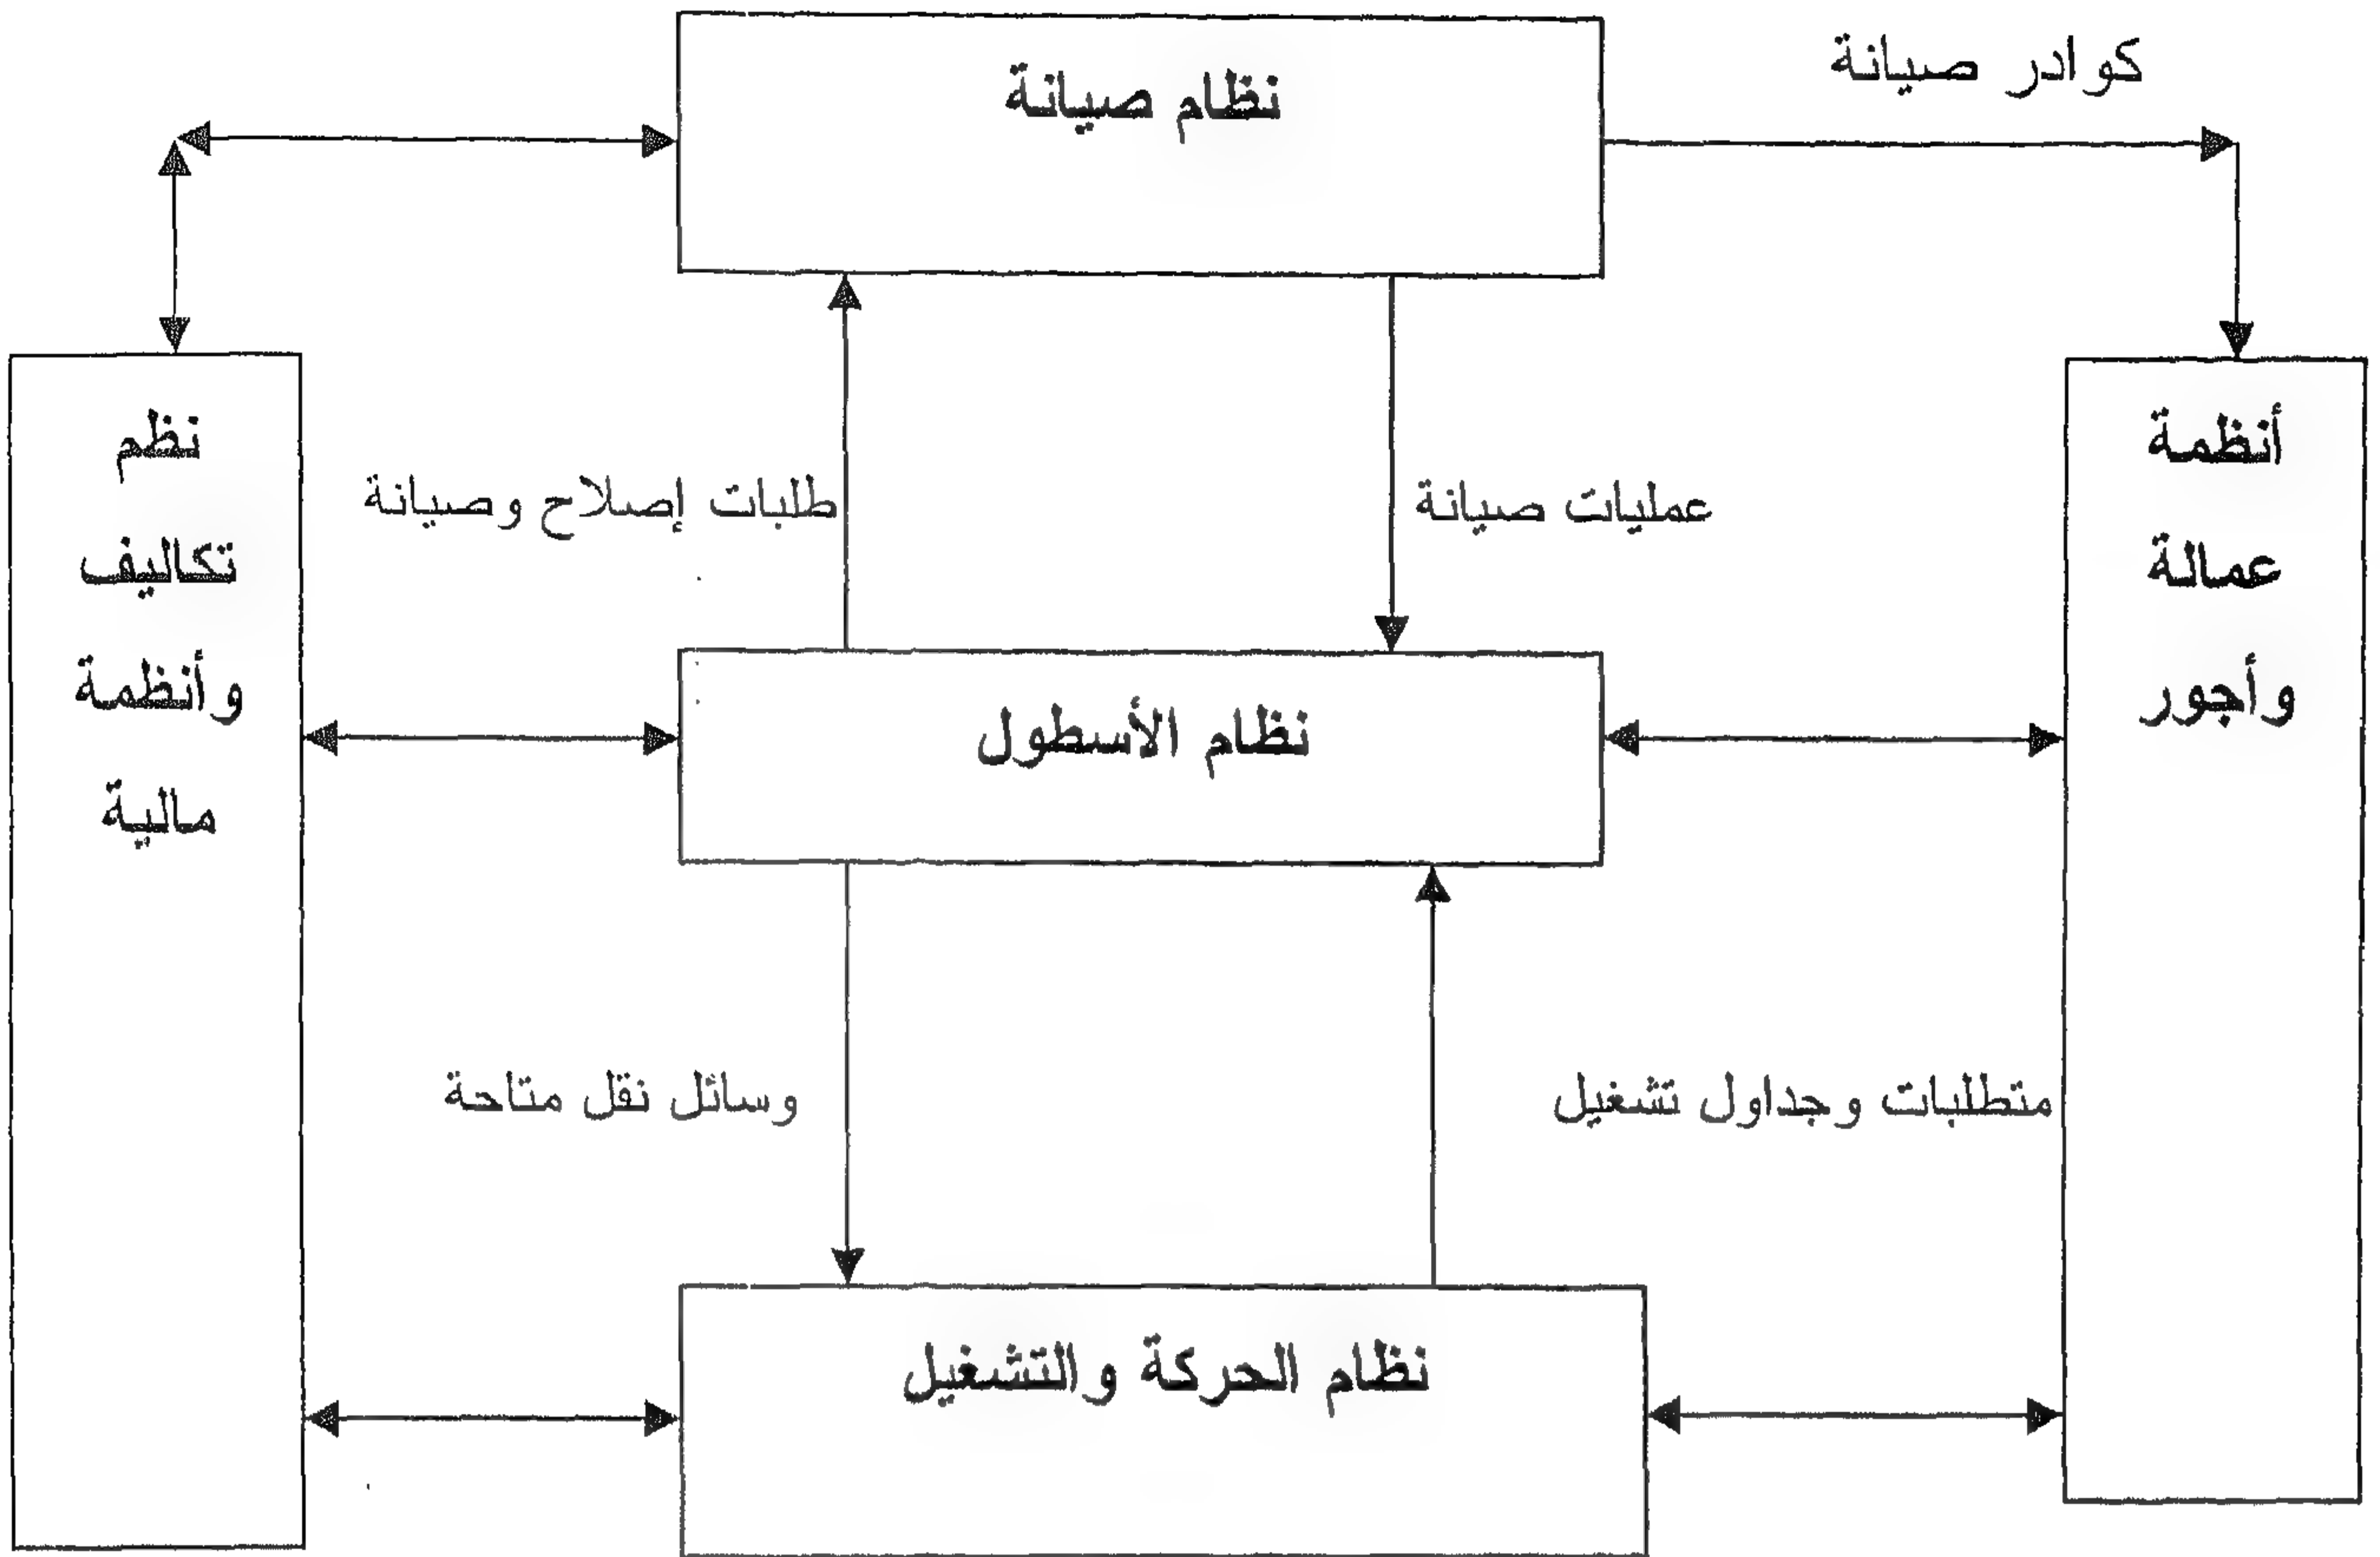 نظام صيانة
كوادر صيانة
أنظمة
عمالة
وأجور
نظم
تكاليف
وأنظمة
مالية
عمليات صيانة
طلبات إصلاح وصيانة
نظام الأسطول
متطلبات وجداول تشغيل
وسائل نقل متاحة
نظام الحركة والتشغيل